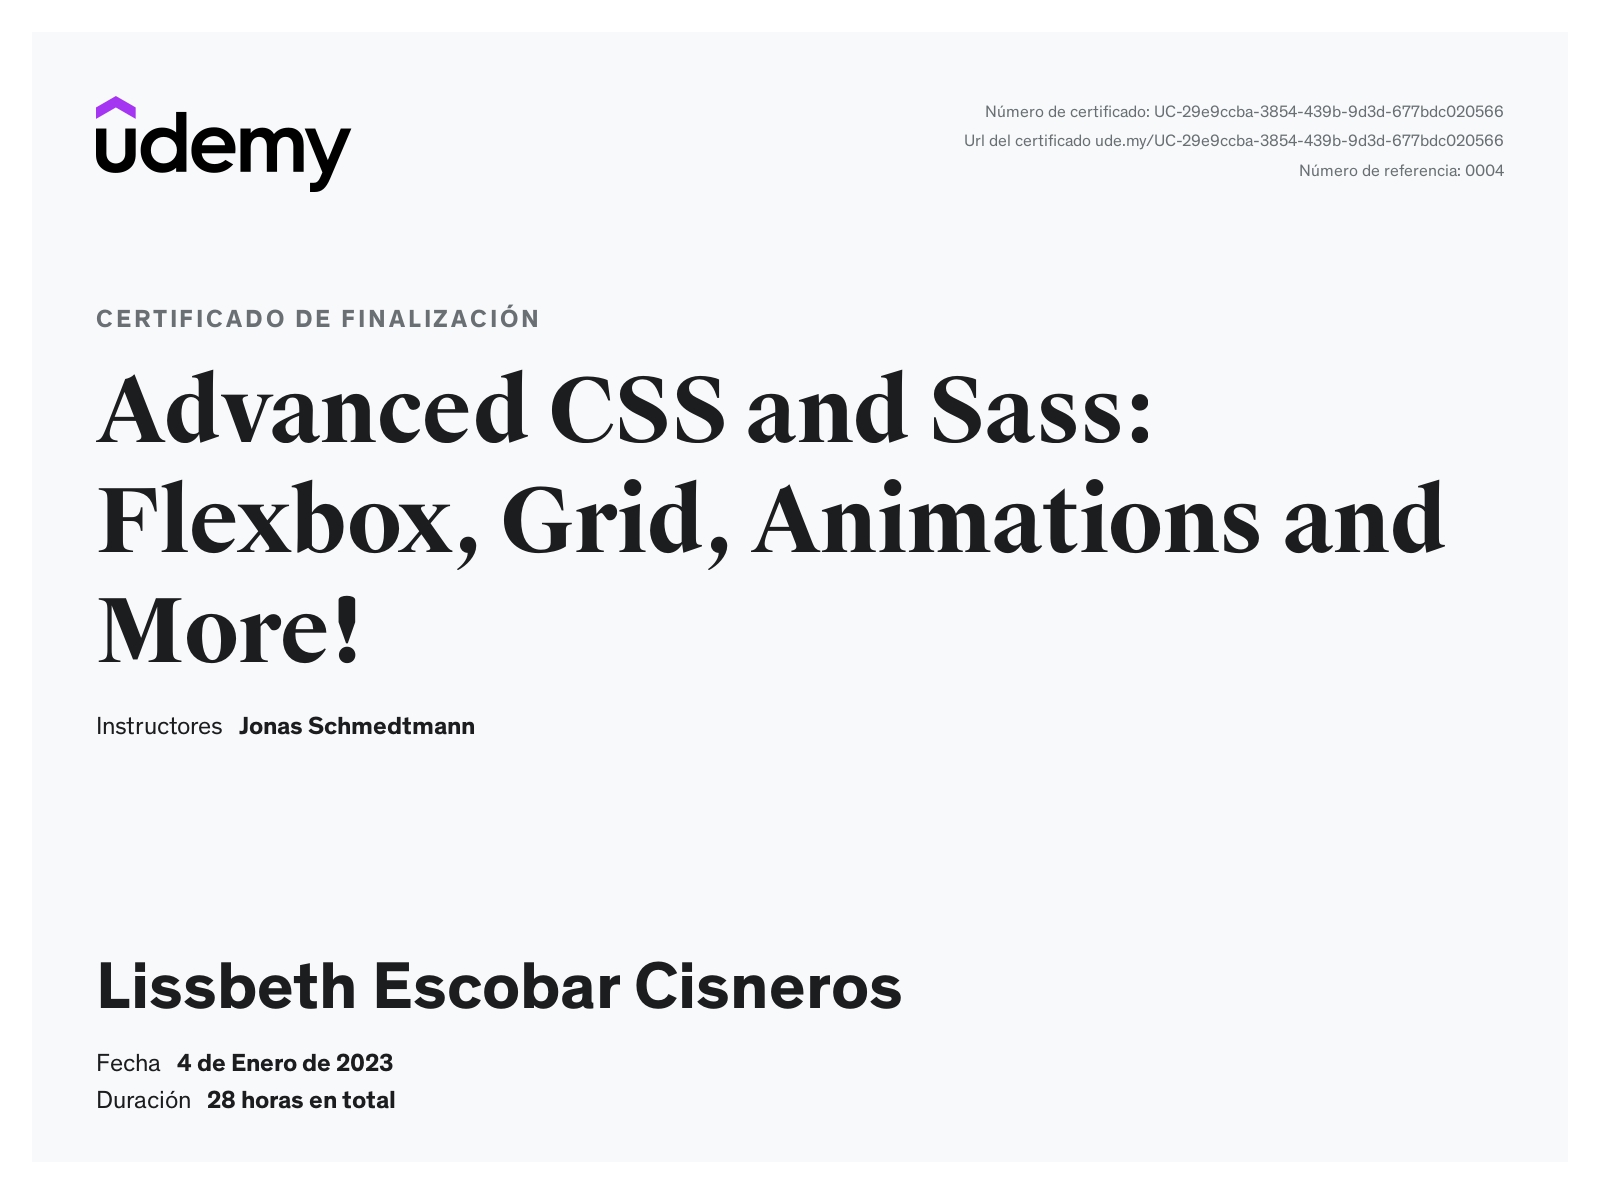 udemy
Número de certificado: UC-29e9ccba-3854-439b-9d3d-677bdc020566
Url del certificado ude.my/UC-29e9ccba-3854-439b-9d3d-677bdc020566
Número de referencia: 0004
CERTIFICADO DE FINALIZACIÓN
Advanced CSS and Sass:
Flexbox, Grid, Animations and
More!
Instructores Jonas Schmedtmann
Lissbeth Escobar Cisneros
Fecha 4 de Enero de 2023
Duración 28 horas en total